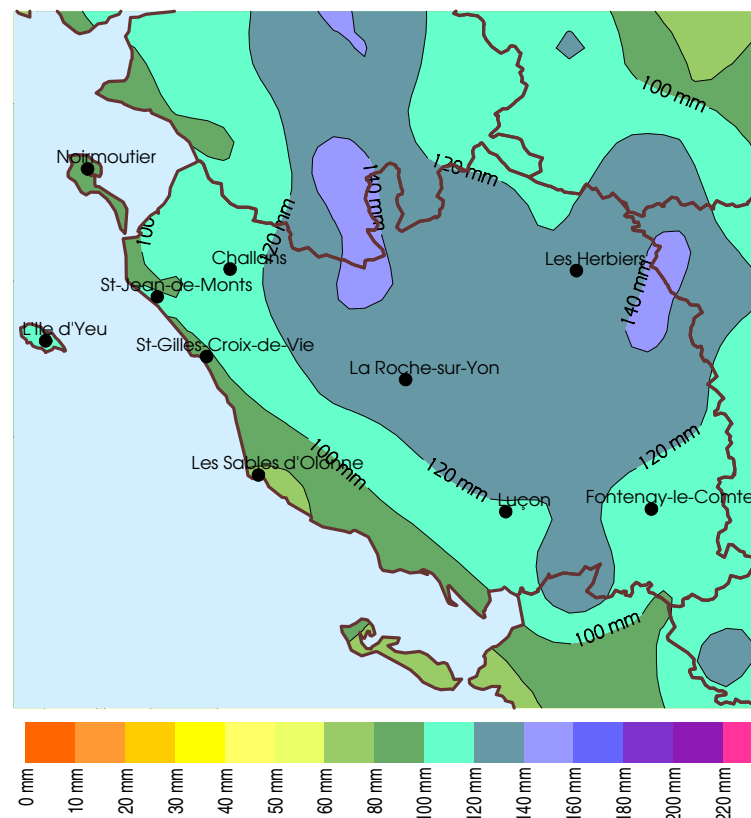 100 mm
Noirmoutier
120 mm
140 mm
100
120 mm
Challans
Les Herbiers
St-Jean-de-Monts
140 mm
L'Ile d'Yeu
St-Gilles-Croix-de-Vie
La Roche-sur-Yon
Les Sables d'Olonne
100 mm
120 mm
120 mm
Luçon
Fontenay-le-Comte
100 mm
0 mm
10 mm
20 mm
30 mm
40 mm
50 mm
60 mm
80 mm
100 mm
120 mm
140 mm
160 mm
180 mm
200 mm
220 mm